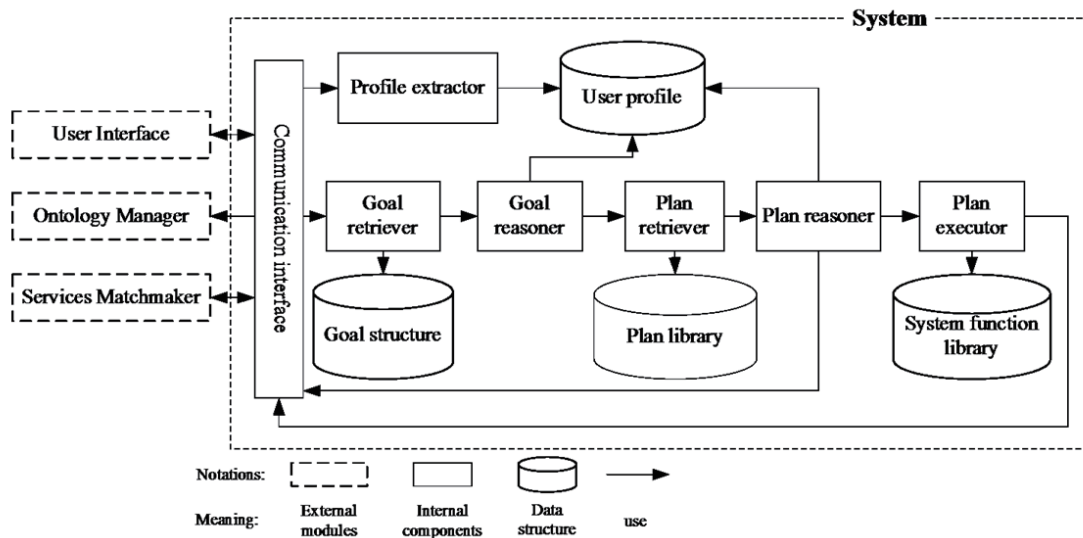 System
Profile extractor
User profile
User Interface
Ontology Manager
Services Matchmaker
Communication interface
Goal
retriever
Goal
reasoner
Plan
retriever
Plan reasoner
Plan
executor
Goal structure
Plan library
System function
library
Notations:
Meaning:
External
modules
Internal
components
Data
structure
use